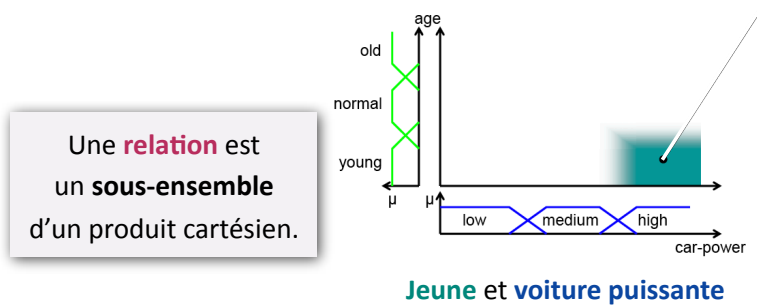 Une relation est
un sous-ensemble
d'un produit cartésien.
age
old
normal
young
µ
µ
low medium high
car-power
Jeune et voiture puissante